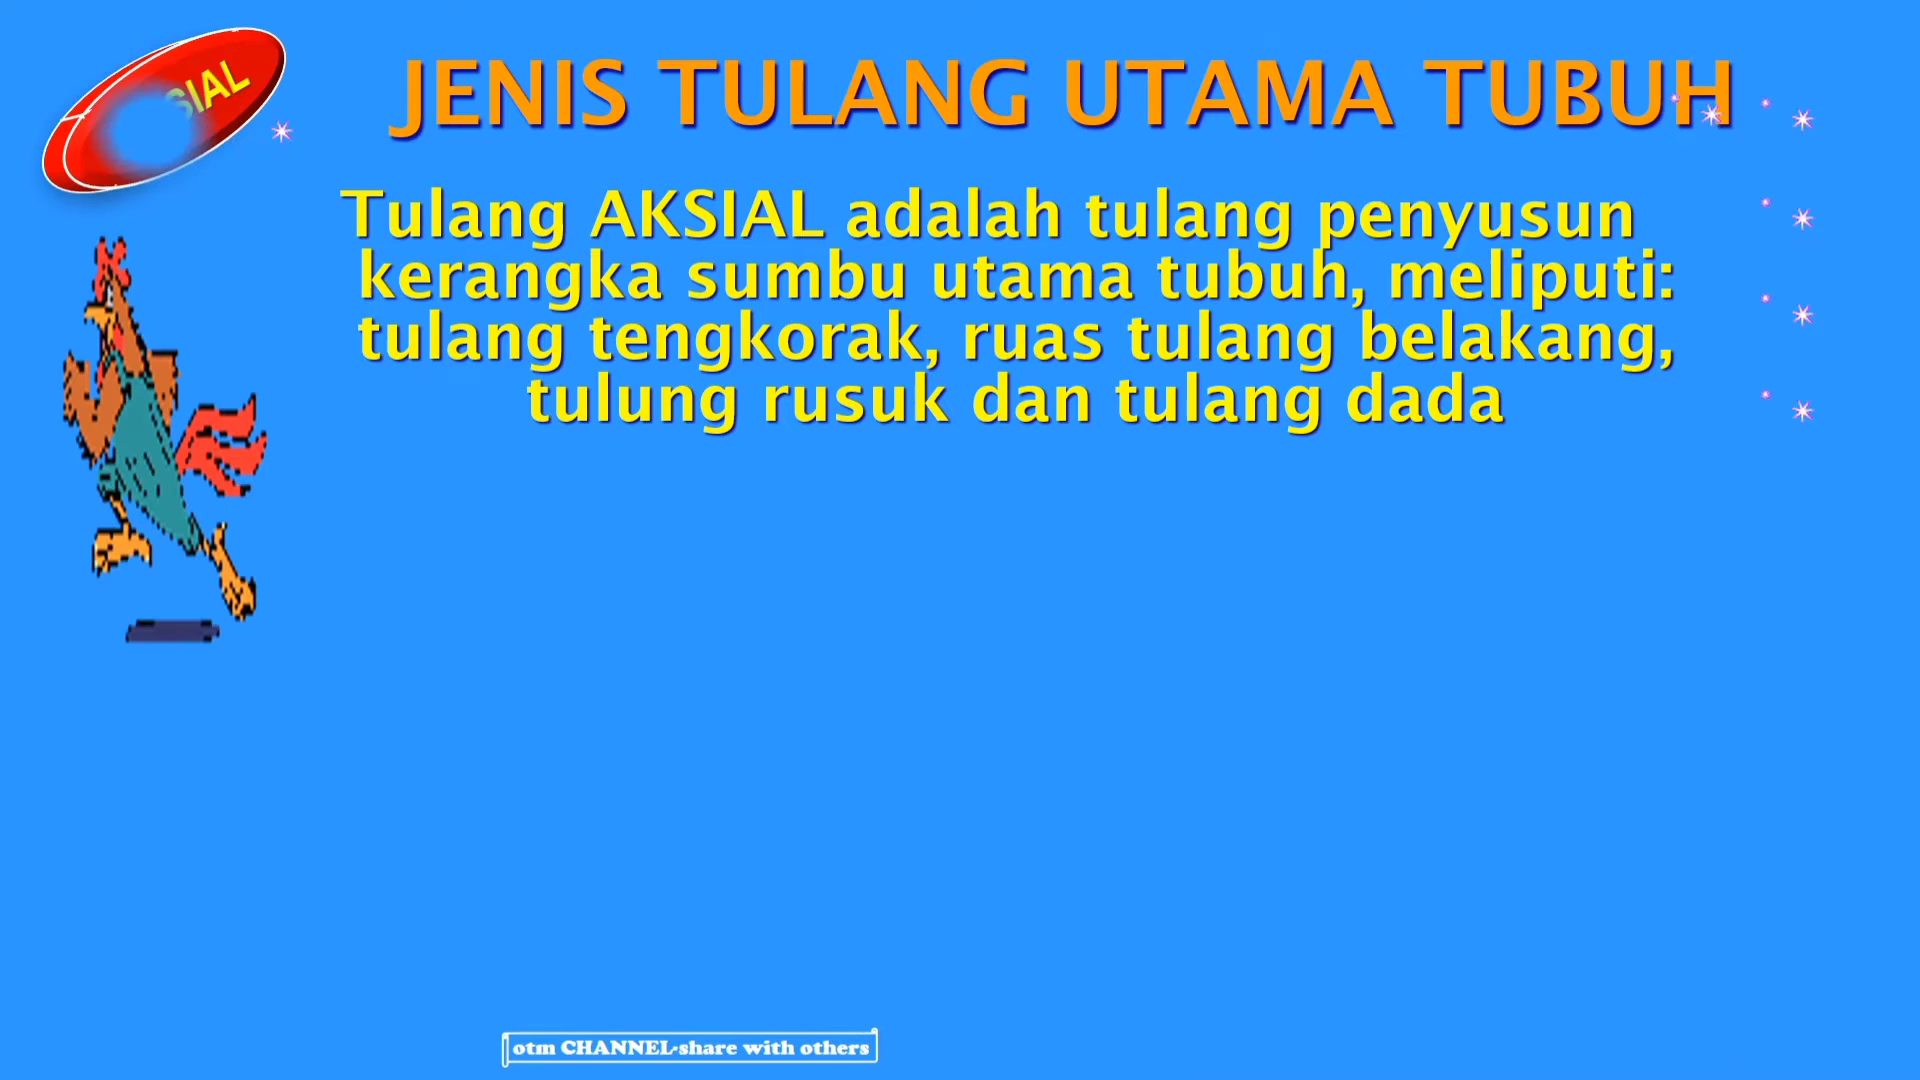 SIAL
JENIS TULANG UTAMA TUBUH
Tulang AKSIAL adalah tulang penyusun
kerangka sumbu utama tubuh, meliputi:
tulang tengkorak, ruas tulang belakang,
tulung rusuk dan tulang dada
otm CHANNEL-share with others